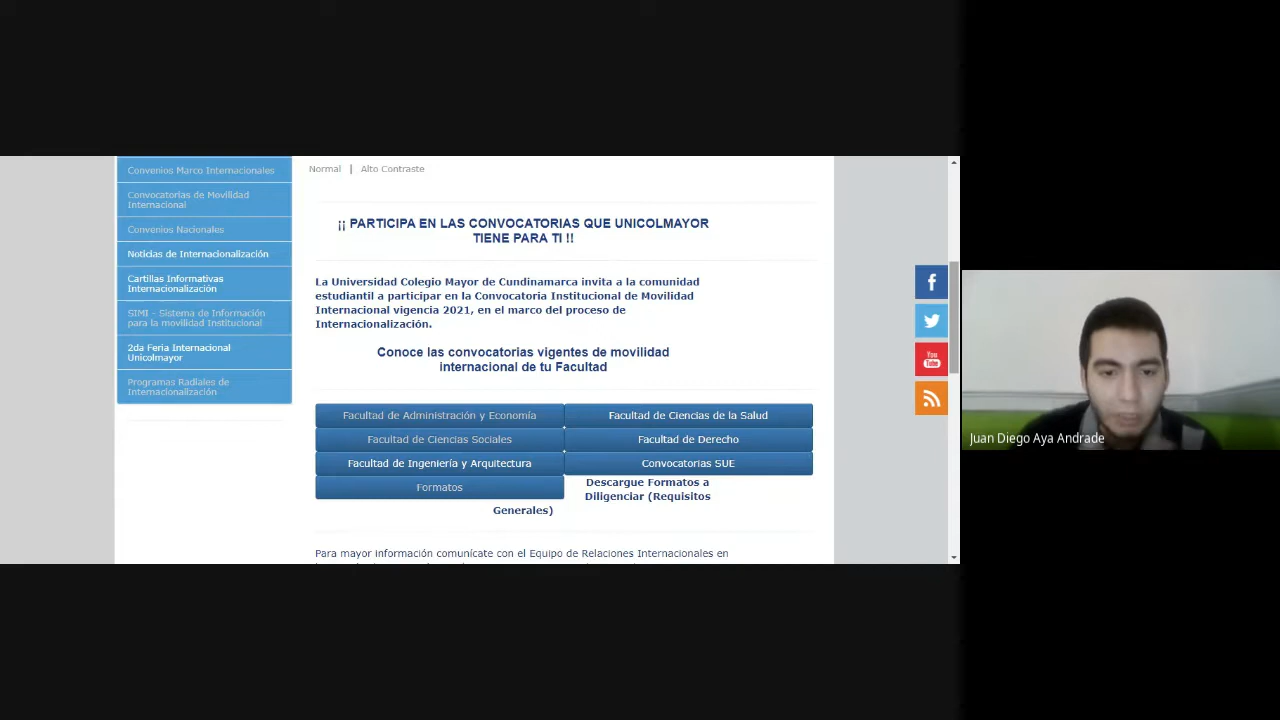 Convenios Marco Internacionales
Convocatorias de Movilidad
Internacional
Convenios Nacionales
Noticias de Internacionalización
Cartillas Informativas
Internacionalización
SIMI - Sistema de Información
para la movilidad Institucional
2da Feria Internacional
Unicolmayor
Programas Radiales de
Internacionalización
Normal | Alto Contraste
¡¡ PARTICIPA EN LAS CONVOCATORIAS QUE UNICOLMAYOR
TIENE PARA TI !!
La Universidad Colegio Mayor de Cundinamarca invita a la comunidad
estudiantil a participar en la Convocatoria Institucional de Movilidad
Internacional vigencia 2021, en el marco del proceso de
Internacionalización.
Conoce las convocatorias vigentes de movilidad
internacional de tu Facultad
Facultad de Administración y Economía
Facultad de Ciencias de la Salud
Facultad de Ciencias Sociales
Facultad de Derecho
Facultad de Ingeniería y Arquitectura
Convocatorias SUE
Formatos
Descargue Formatos a
Diligenciar (Requisitos
Generales)
Para mayor información comunícate con el Equipo de Relaciones Internacionales en
You
Tube
Juan Diego Aya Andrade